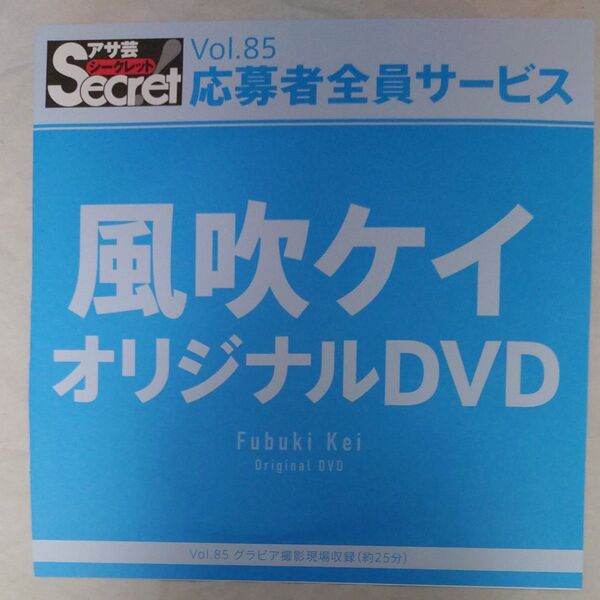 アサ芸
シークレット
Secret!
Vol.85
応募者全員サービス
風吹ケイ
オリジナルDVD
Fubuki Kei
Original DVD
Vol.85 グラビア撮影現場収録(約25分)